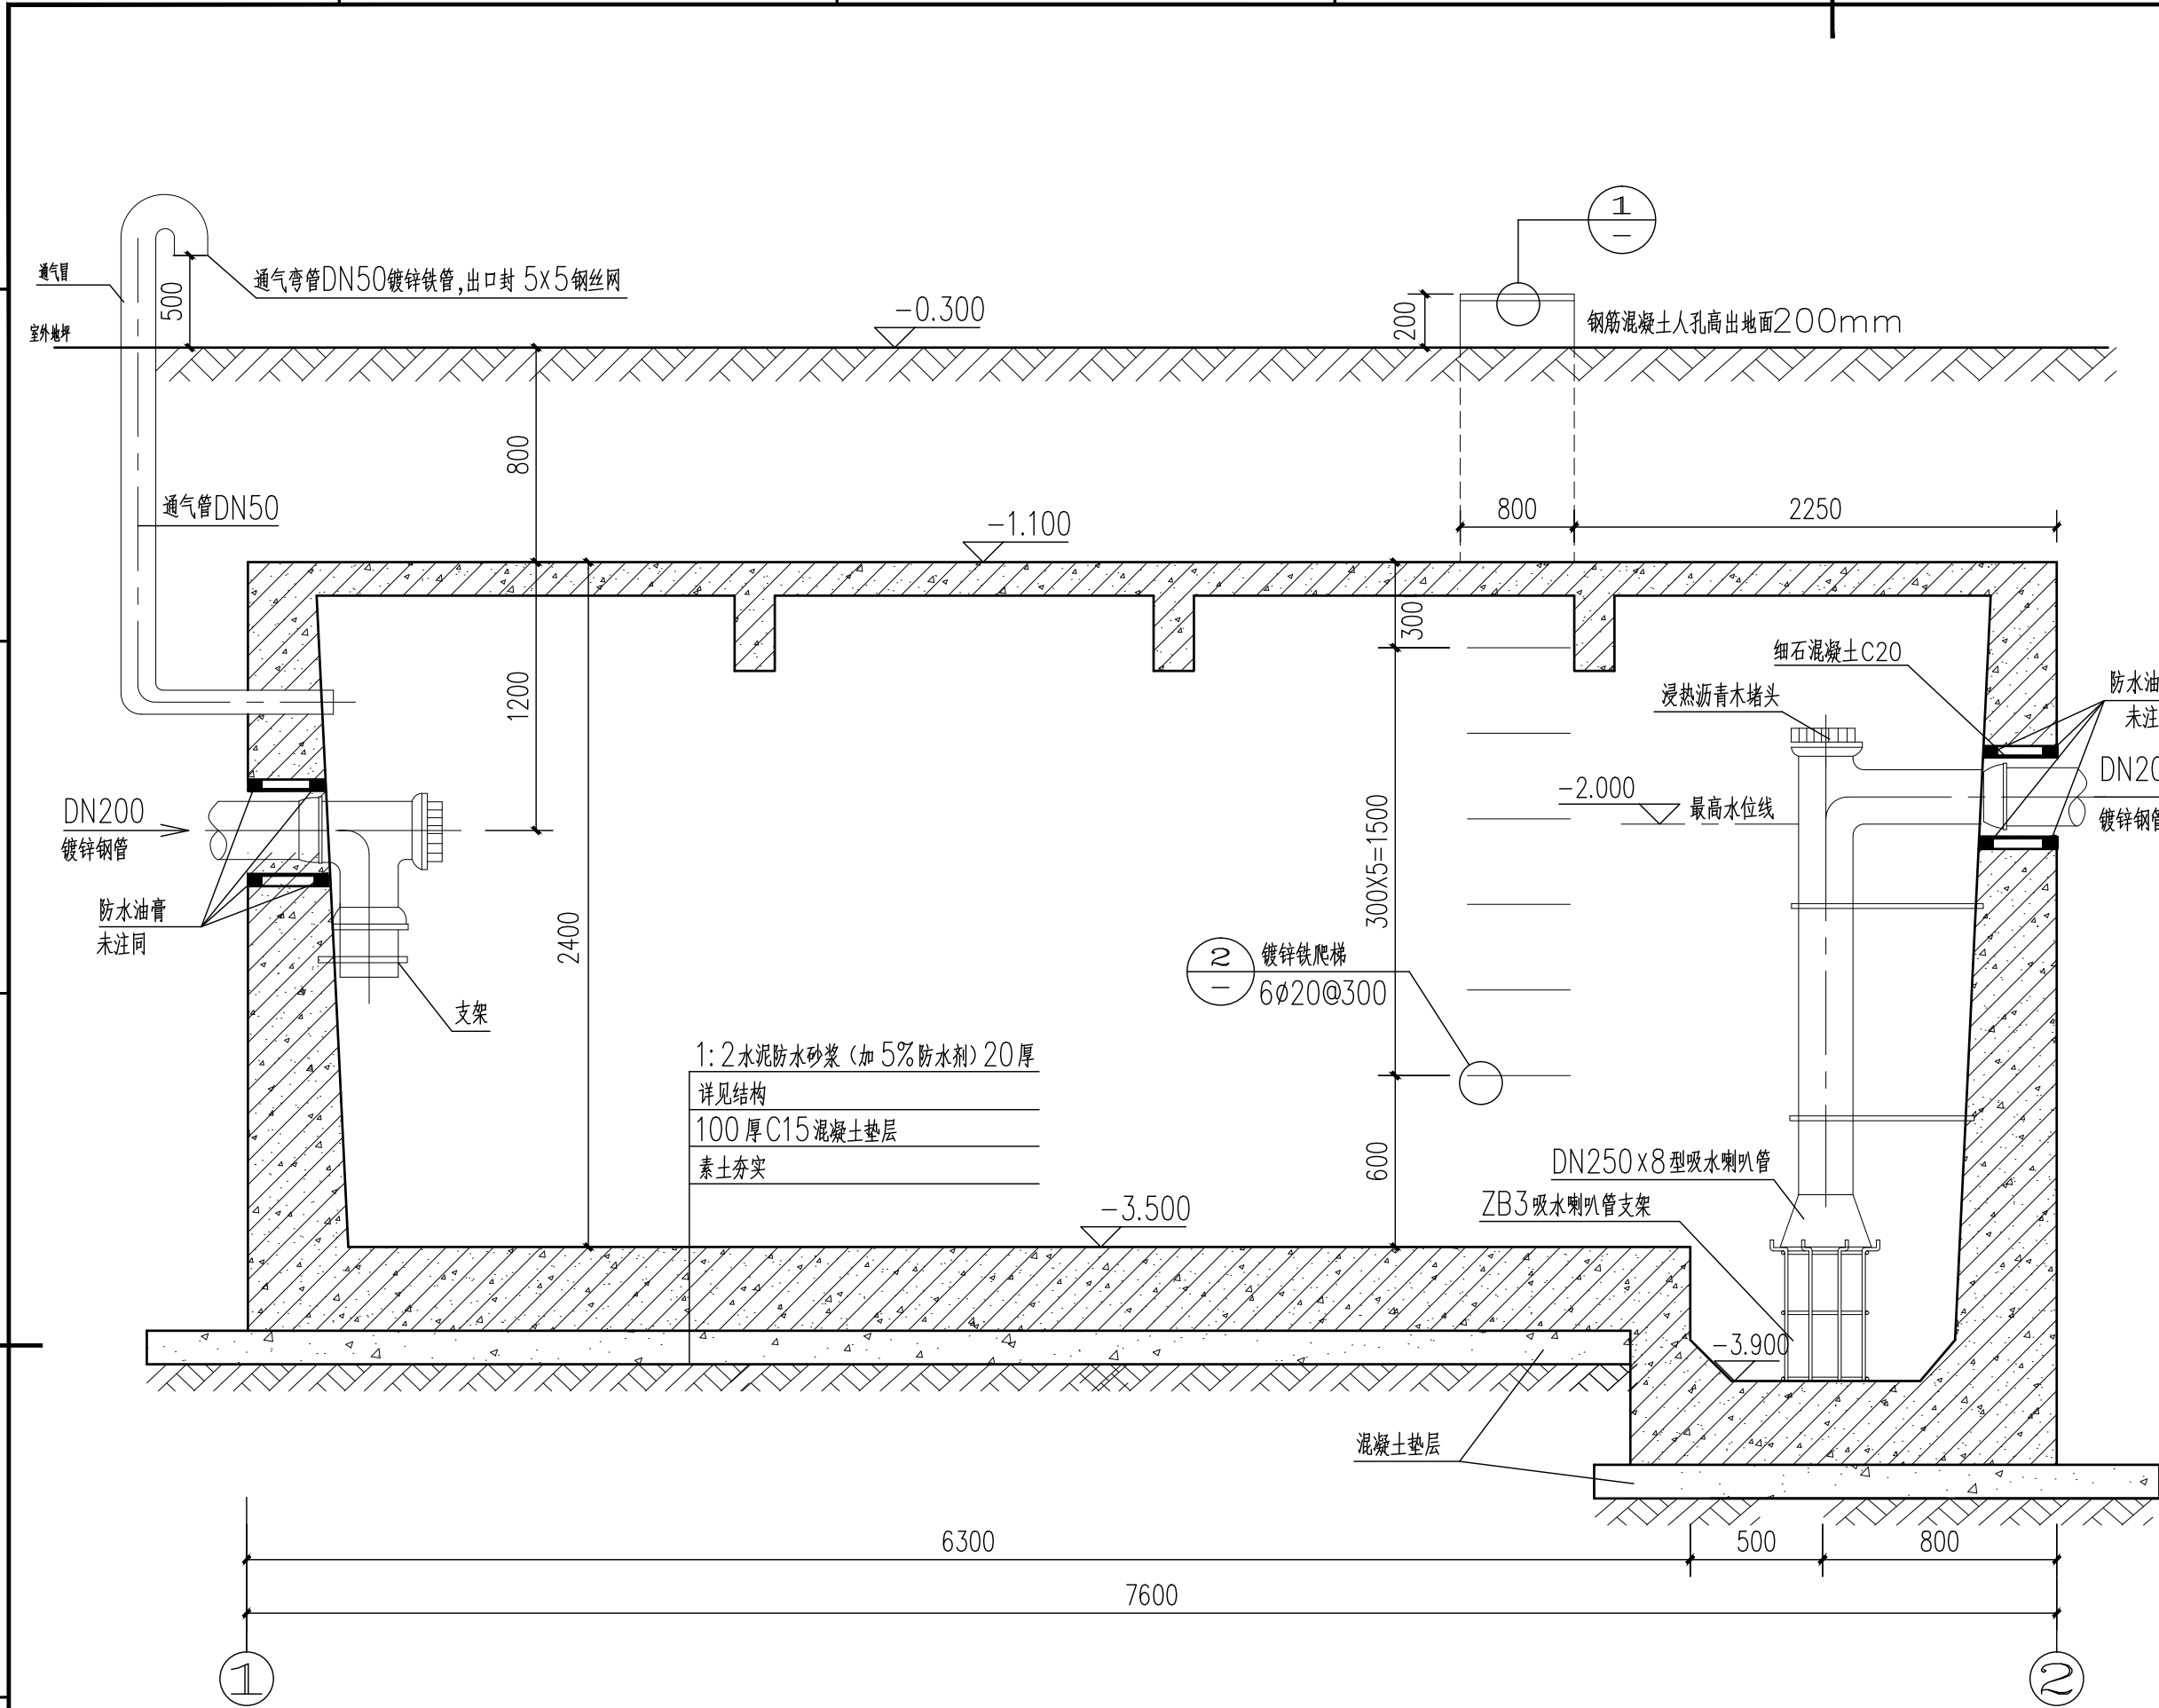 1
-
通气冒
通气弯管DN50镀锌铁管,出口封 5×5钢丝网
500
-0.300
200
钢筋混凝土人孔高出地面200mm
室外地坪
800
通气管DN50
-1.100
800
2250
300
1200
细石混凝土C20
浸热沥青木堵头
防水油
未注
DN200
镀锌钢管
-2.000
最高水位线
DN20
镀锌钢管
300X5=1500
防水油膏
未注同
2400
2
-
镀锌铁爬梯
6ø20@300
支架
1:2水泥防水砂浆（加5%防水剂）20厚
详见结构
100厚C15混凝土垫层
素土夯实
600
DN250×8型吸水喇叭管
ZB3吸水喇叭管支架
-3.500
-3.900
混凝土垫层
6300
500
800
7600
1
2